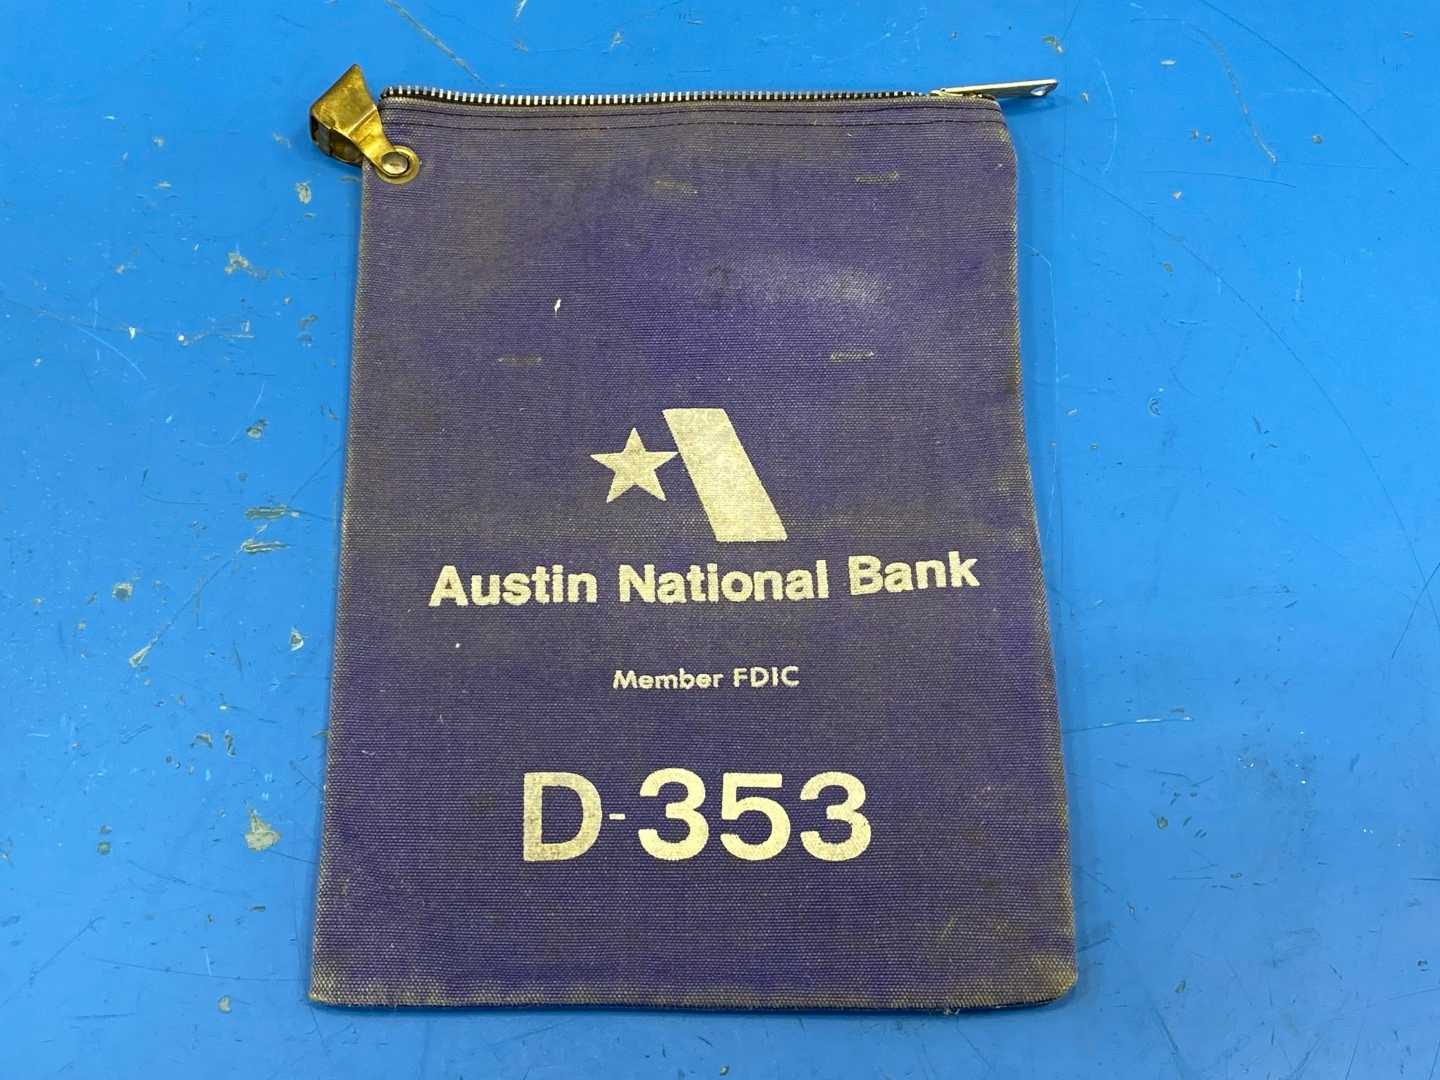 Austin National Bank
Member FDIC
D-353